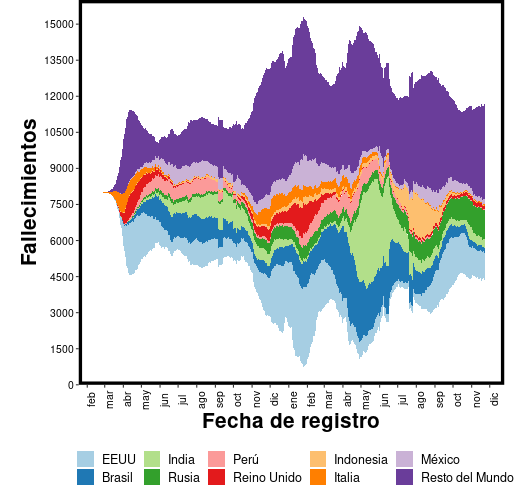 Fallecimientos
15000
13500
12000
10500
9000
7500
6000
4500
3000
1500
0
feb mar abr may jun jul ago sep oct nov dic ene feb mar abr may jun jul ago sep oct nov dic
Fecha de registro
EEUU India Perú Indonesia México
Brasil Rusia Reino Unido Italia Resto del Mundo